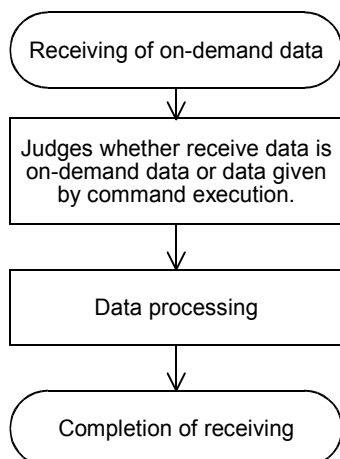 Receiving of on-demand data
Judges whether receive data is
on-demand data or data given
by command execution.
Data processing
Completion of receiving